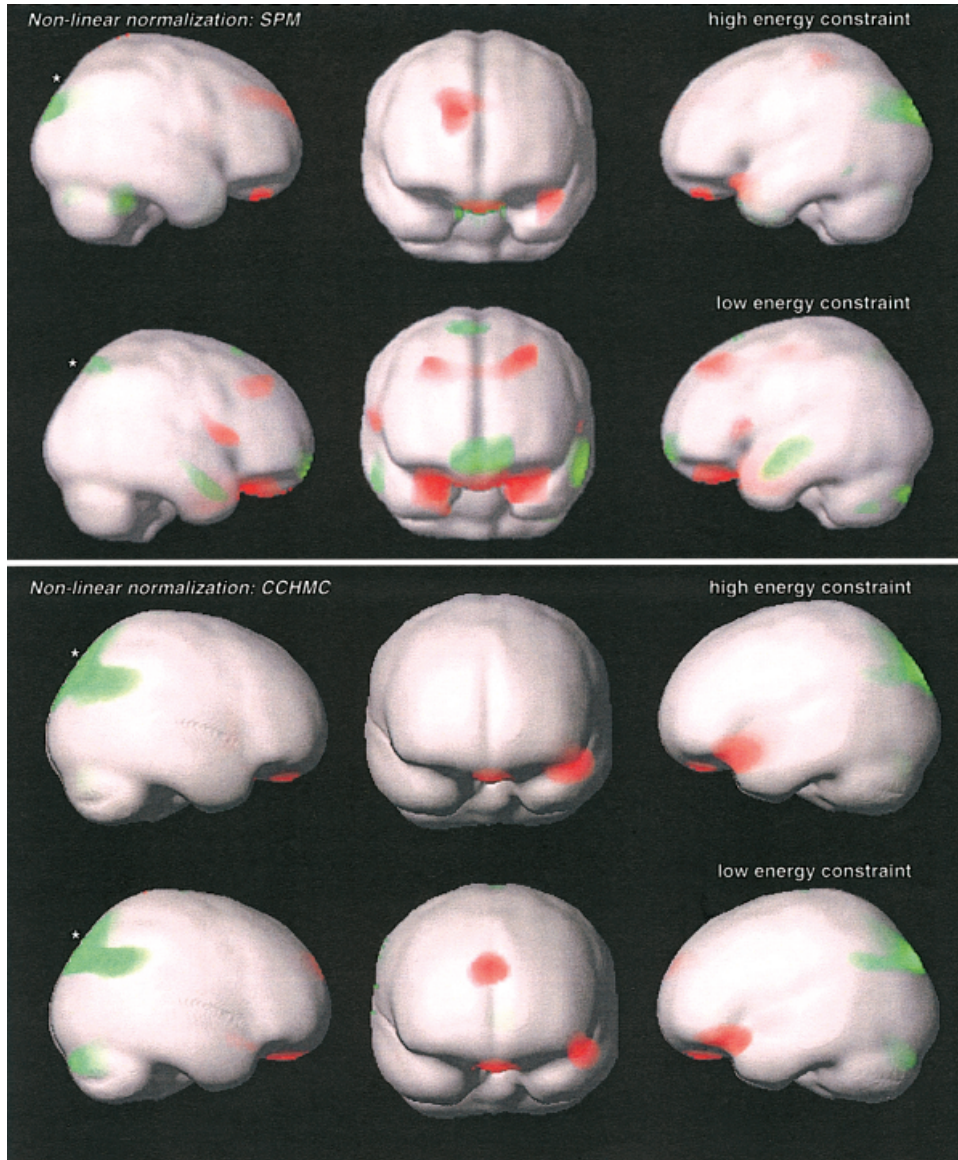 Non-linear normalization: SPM
high energy constraint
*
low energy constraint
*
Non-linear normalization: CCHMC
high energy constraint
*
low energy constraint
*